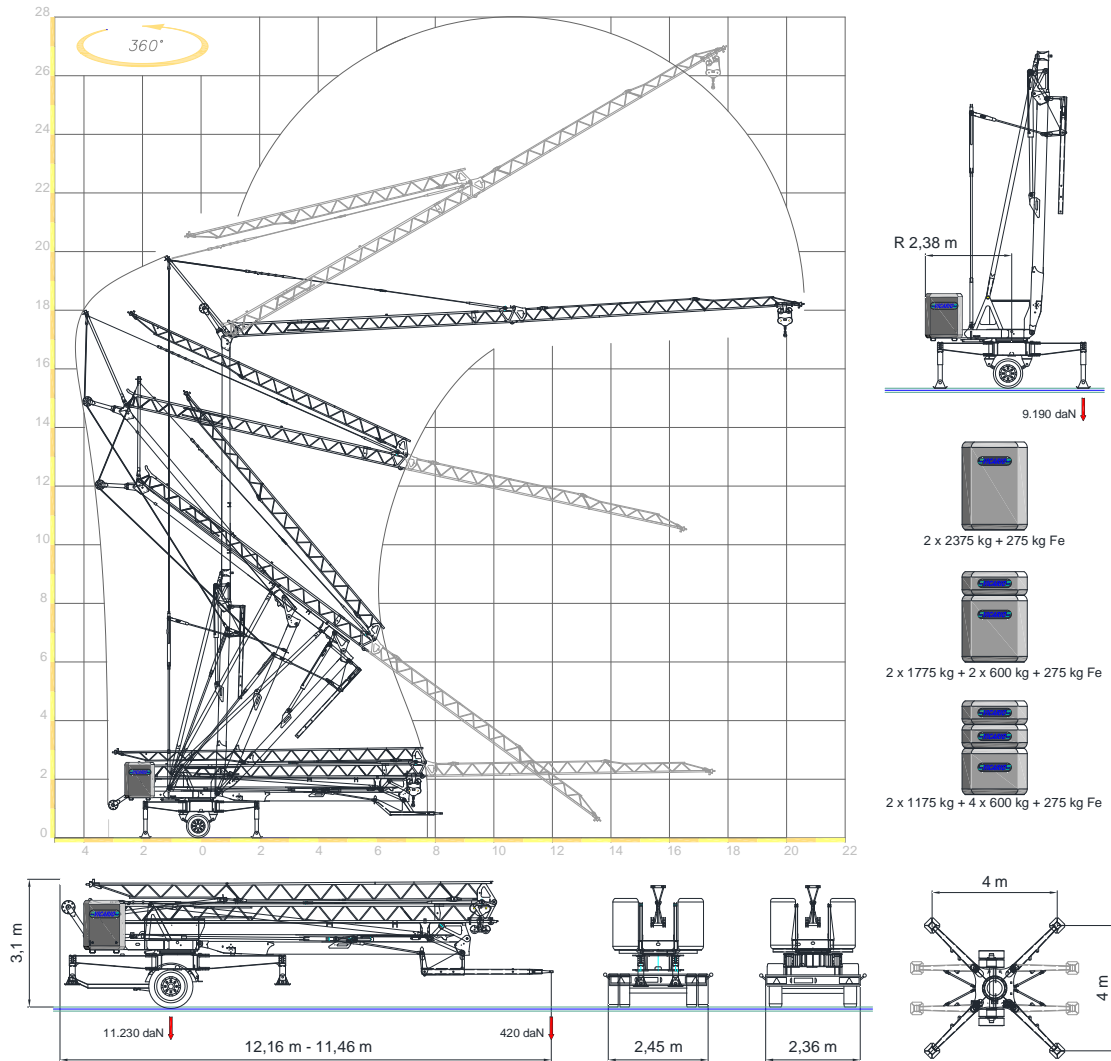 28
360°
26
24
22
20
18
16
14
12
10
8
6
4
2
0
4 2 0 2 4 6 8 10 12 14 16 18 20 22
R 2,38 m
9.190 daN
2 x 2375 kg + 275 kg Fe
2 x 1775 kg + 2 x 600 kg + 275 kg Fe
2 x 1175 kg + 4 x 600 kg + 275 kg Fe
3,1 m
11.230 daN
420 daN
12,16 m - 11,46 m
2,45 m
2,36 m
4 m
4 m